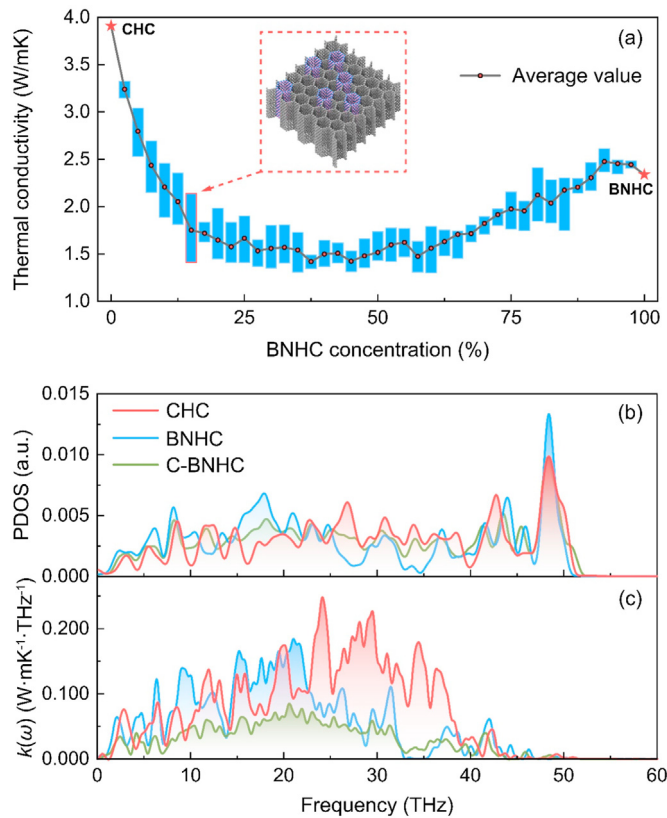 4.0
CHC
(a)
3.5
Average value
3.0
2.5
2.0
BNHC
1.5
1.0
Thermal conductivity (W/mK)
0 25 50 75 100
BNHC concentration (%)
0.015
CHC
(b)
BNHC
C-BNHC
0.010
0.005
0.000
PDOS (a.u.)
(c)
0.200
0.100
0.000
k(ω) (W·mK⁻¹·THz⁻¹)
0 10 20 30 40 50 60
Frequency (THz)